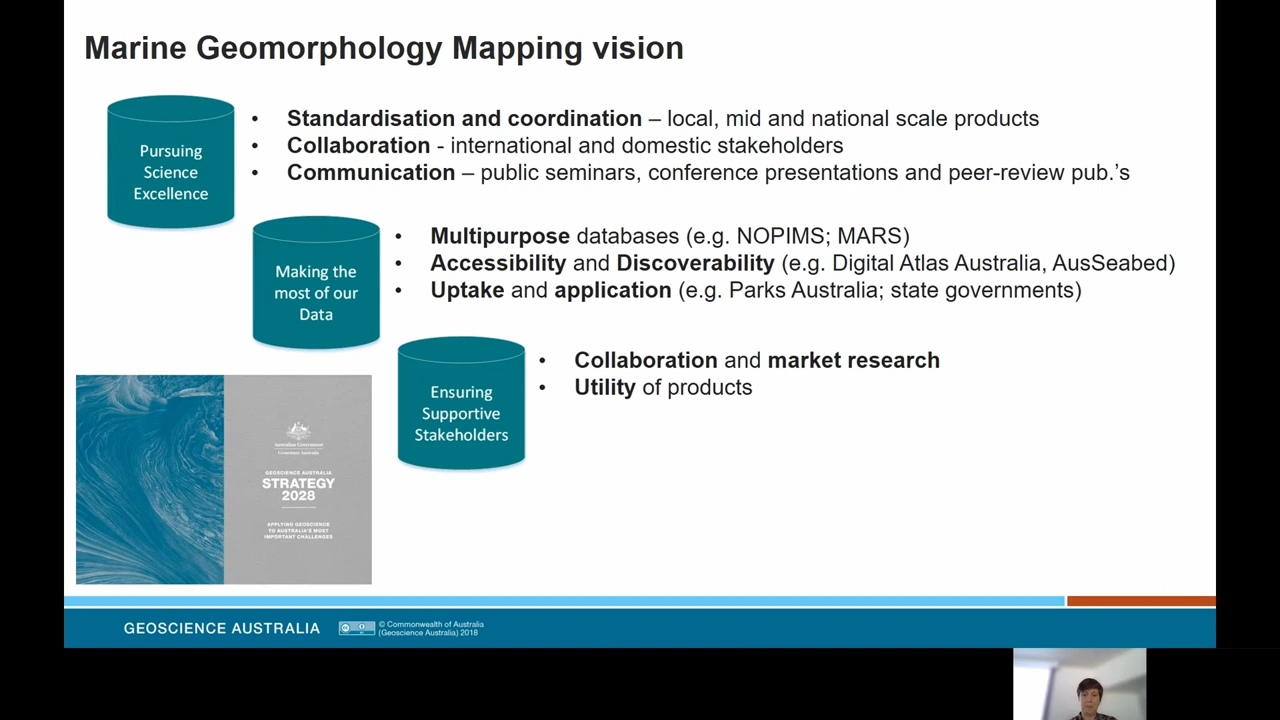 Marine Geomorphology Mapping vision
Pursuing
Science
Excellence
• Standardisation and coordination – local, mid and national scale products
• Collaboration - international and domestic stakeholders
• Communication – public seminars, conference presentations and peer-review pub.’s
Making the
most of our
Data
• Multipurpose databases (e.g. NOPIMS; MARS)
• Accessibility and Discoverability (e.g. Digital Atlas Australia, AusSeabed)
• Uptake and application (e.g. Parks Australia; state governments)
Ensuring
Supportive
Stakeholders
• Collaboration and market research
• Utility of products
Australian Government
Geoscience Australia
GEOSCIENCE AUSTRALIA
STRATEGY
2028
APPLYING GEOSCIENCE
TO AUSTRALIA'S MOST
IMPORTANT CHALLENGES
GEOSCIENCE AUSTRALIA
© Commonwealth of Australia
(Geoscience Australia) 2018